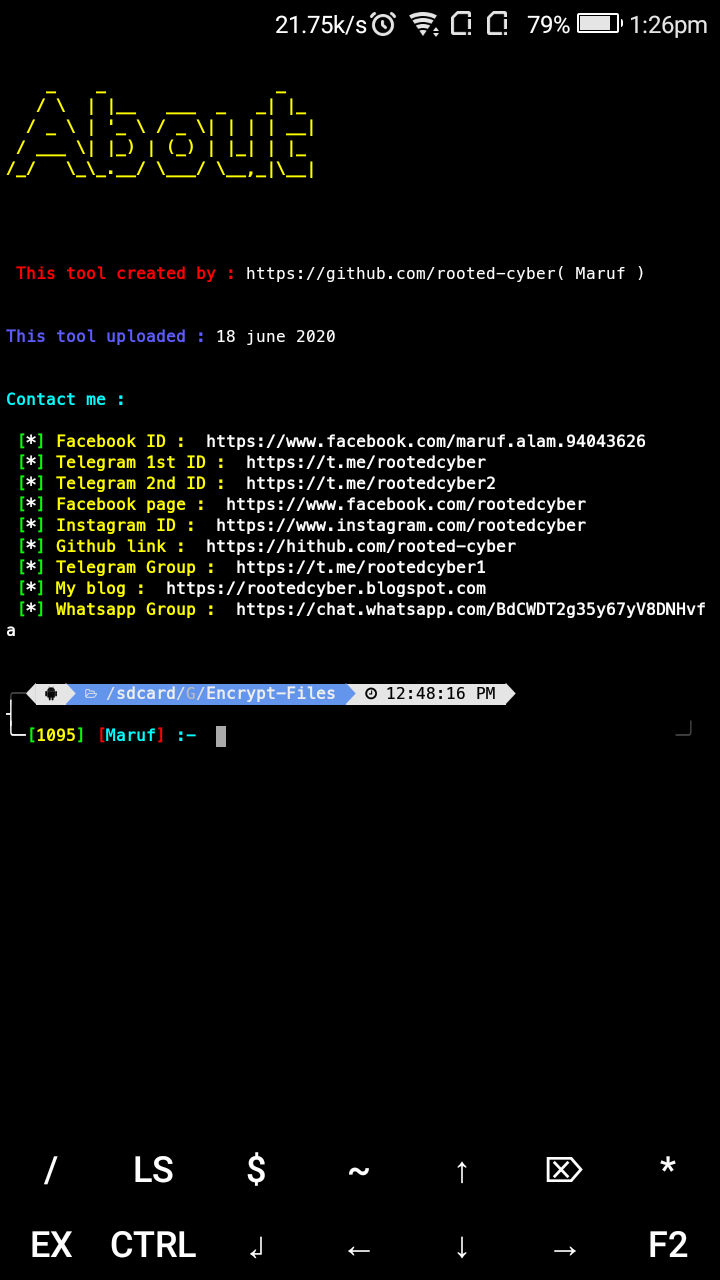 21.75k/s 79% 1:26pm
About
This tool created by : https://github.com/rooted-cyber( Maruf )
This tool uploaded : 18 june 2020
Contact me :
[*] Facebook ID :  https://www.facebook.com/maruf.alam.94043626
[*] Telegram 1st ID :  https://t.me/rootedcyber
[*] Telegram 2nd ID :  https://t.me/rootedcyber2
[*] Facebook page :  https://www.facebook.com/rootedcyber
[*] Instagram ID :  https://www.instagram.com/rootedcyber
[*] Github link :  https://hithub.com/rooted-cyber
[*] Telegram Group :  https://t.me/rootedcyber1
[*] My blog :  https://rootedcyber.blogspot.com
[*] Whatsapp Group :  https://chat.whatsapp.com/BdCWDT2g35y67yV8DNHvf
a
/sdcard/G/Encrypt-Files 12:48:16 PM
[1095] [Maruf] :-
/ LS $ ~ ↑ ⌦ *
EX CTRL ↲ ← ↓ → F2